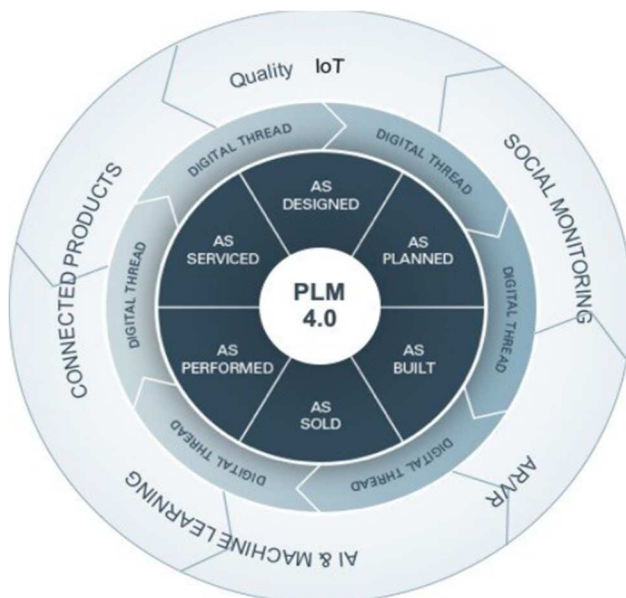 Quality IoT
SOCIAL MONITORING
AR/VR
AI & MACHINE LEARNING
CONNECTED PRODUCTS
DIGITAL THREAD
DIGITAL THREAD
DIGITAL THREAD
DIGITAL THREAD
DIGITAL THREAD
DIGITAL THREAD
AS
DESIGNED
AS
PLANNED
AS
BUILT
AS
SOLD
AS
PERFORMED
AS
SERVICED
PLM
4.0